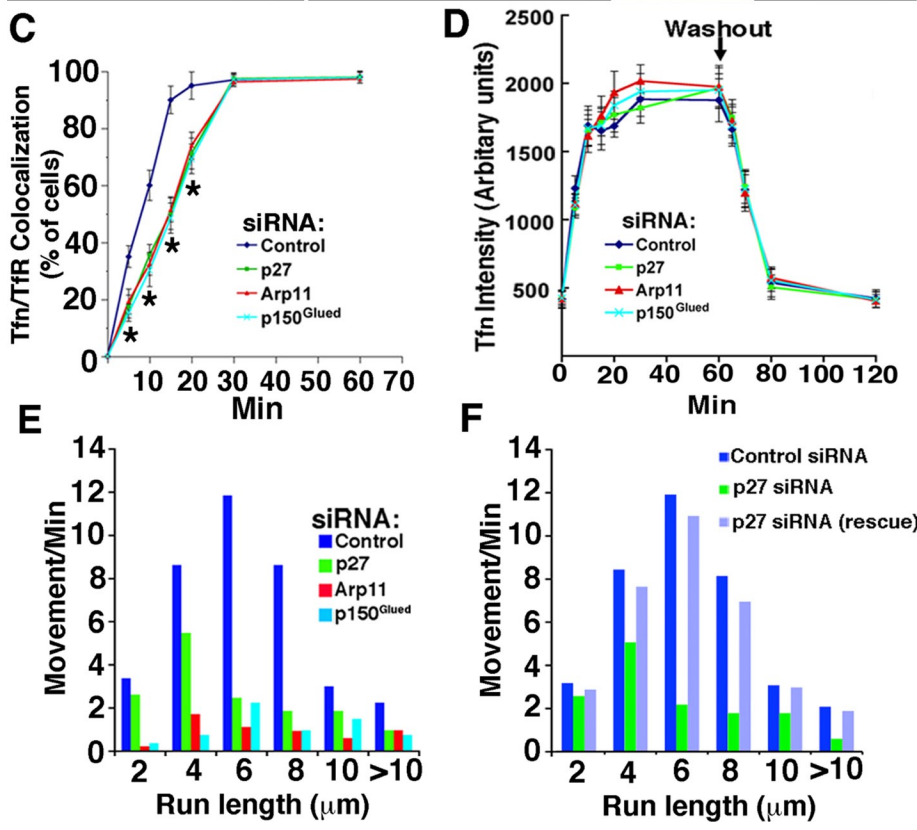 C
Tfn/TfR Colocalization
(% of cells)
100
80
60
40
20
0
10 20 30 40 50 60 70
Min
siRNA:
Control
p27
Arp11
p150Glued
* * * *
D
Washout
Tfn Intensity (Arbitary units)
2500
2000
1500
1000
500
0 20 40 60 80 100 120
Min
siRNA:
Control
p27
Arp11
p150Glued
E
Movement/Min
14
12
10
8
6
4
2
0
2 4 6 8 10 >10
Run length (μm)
siRNA:
Control
p27
Arp11
p150Glued
F
Movement/Min
14
12
10
8
6
4
2
0
2 4 6 8 10 >10
Run length (μm)
Control siRNA
p27 siRNA
p27 siRNA (rescue)